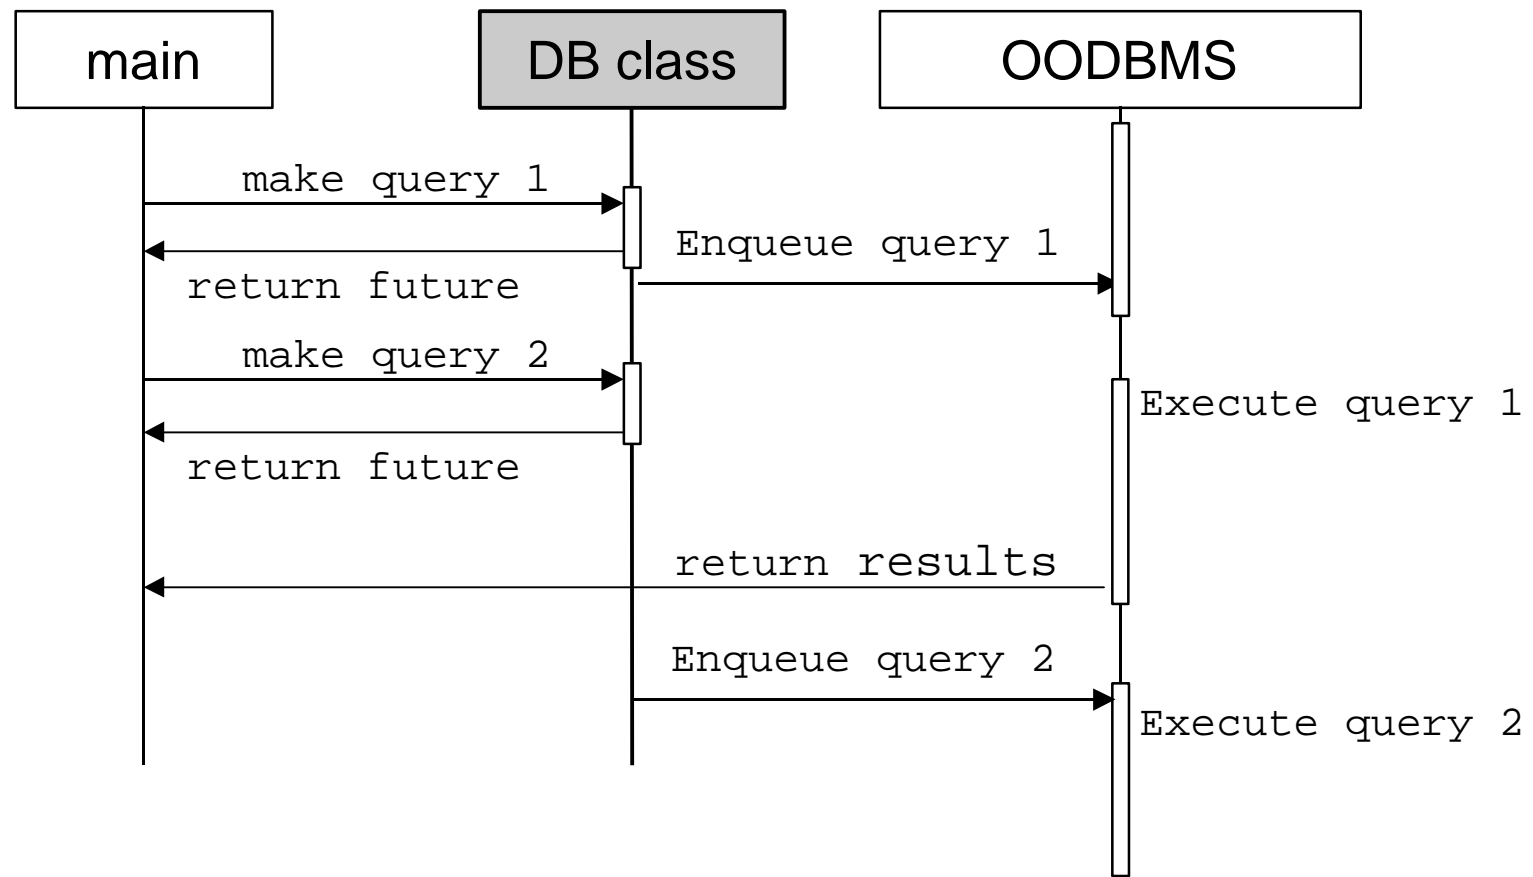 main
DB class
OODBMS
make query 1
Enqueue query 1
return future
make query 2
Execute query 1
return future
return results
Enqueue query 2
Execute query 2